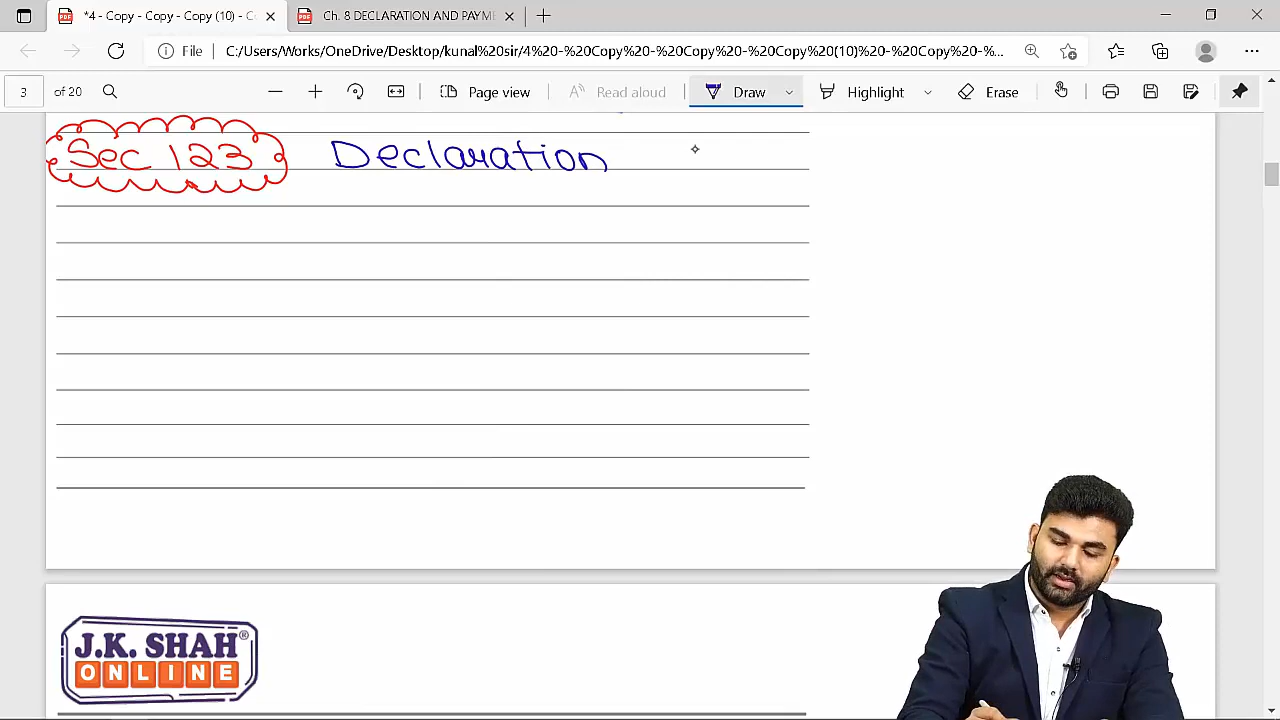 *4 - Copy - Copy - Copy (10) - C
Ch. 8 DECLARATION AND PAYM
File
C:/Users/Works/OneDrive/Desktop/kunal%20sir/4%20-%20Copy%20-%20Copy%20-%20Copy%20(10)%20-%20Copy%20-%...
3 of 20
Page view
Read aloud
Draw
Highlight
Erase
Sec 123 Declaration
J.K. SHAH®
ONLINE